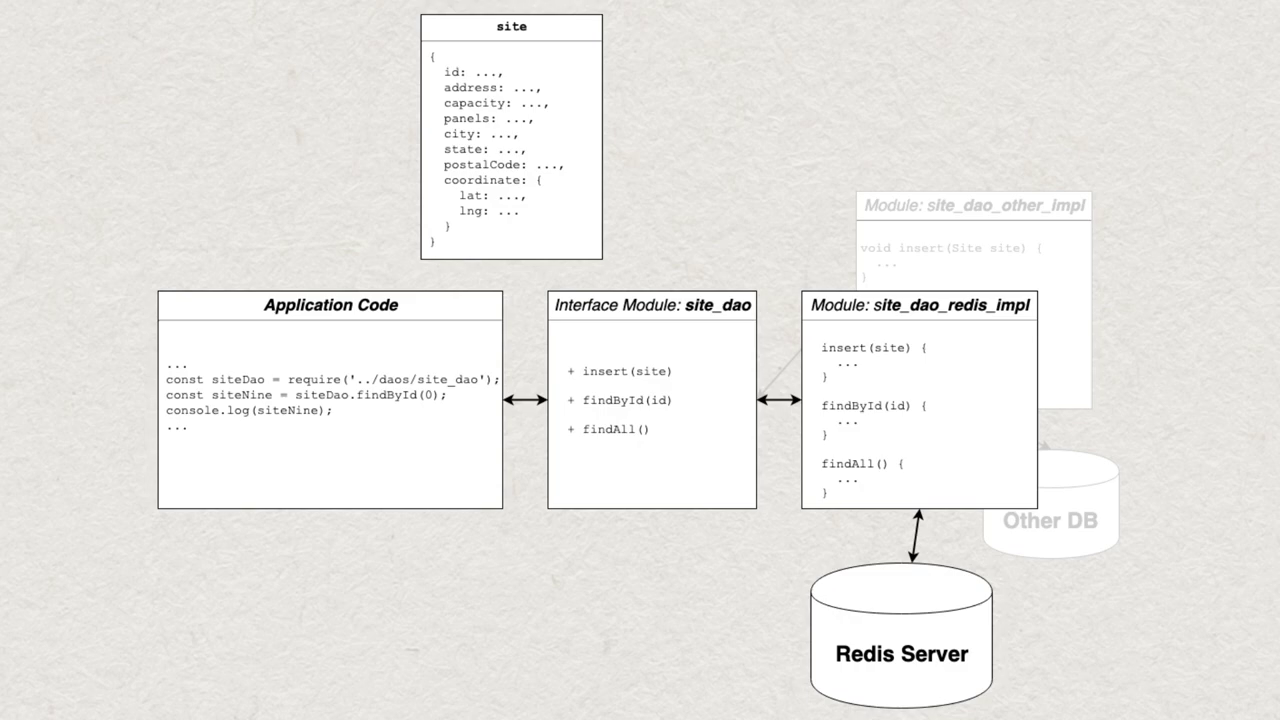 site
{
  id: ...,
  address: ...,
  capacity: ...,
  panels: ...,
  city: ...,
  state: ...,
  postalCode: ...,
  coordinate: {
    lat: ...,
    lng: ...
  }
}
Module: site_dao_other_impl
void insert(Site site) {
  ...
}
Application Code
...
const siteDao = require('../daos/site_dao');
const siteNine = siteDao.findById(0);
console.log(siteNine);
...
Interface Module: site_dao
+ insert(site)
+ findById(id)
+ findAll()
Module: site_dao_redis_impl
insert(site) {
  ...
}
findById(id) {
  ...
}
findAll() {
  ...
}
Other DB
Redis Server